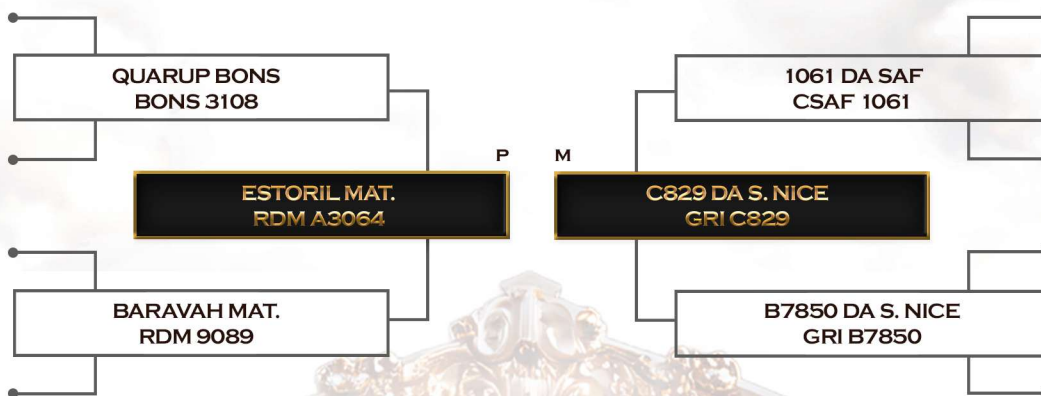 QUARUP BONS
BONS 3108
1061 DA SAF
CSAF 1061
P
M
ESTORIL MAT.
RDM A3064
C829 DA S. NICE
GRI C829
BARAVAH MAT.
RDM 9089
B7850 DA S. NICE
GRI B7850